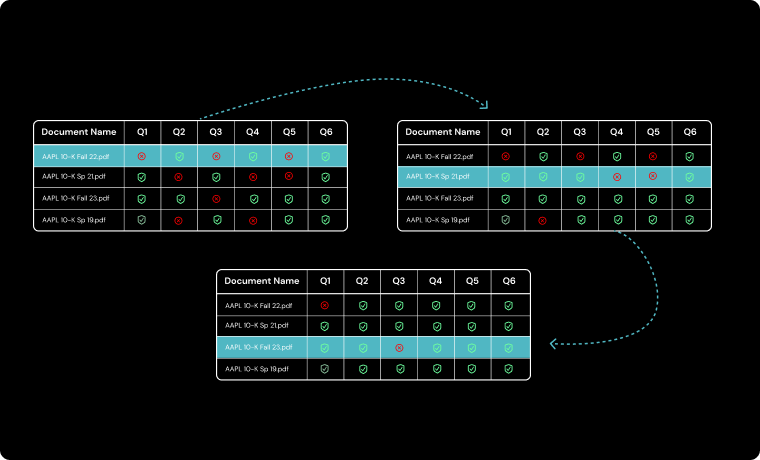 Document Name Q1 Q2 Q3 Q4 Q5 Q6
AAPL 10-K Fall 22.pdf
AAPL 10-K Sp 21.pdf
AAPL 10-K Fall 23.pdf
AAPL 10-K Sp 19.pdf
Document Name Q1 Q2 Q3 Q4 Q5 Q6
AAPL 10-K Fall 22.pdf
AAPL 10-K Sp 21.pdf
AAPL 10-K Fall 23.pdf
AAPL 10-K Sp 19.pdf
Document Name Q1 Q2 Q3 Q4 Q5 Q6
AAPL 10-K Fall 22.pdf
AAPL 10-K Sp 21.pdf
AAPL 10-K Fall 23.pdf
AAPL 10-K Sp 19.pdf